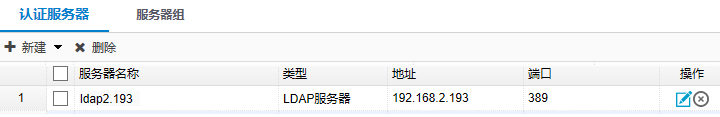 认证服务器 服务器组
新建 删除
服务器名称 类型 地址 端口 操作
1 ldap2.193 LDAP服务器 192.168.2.193 389